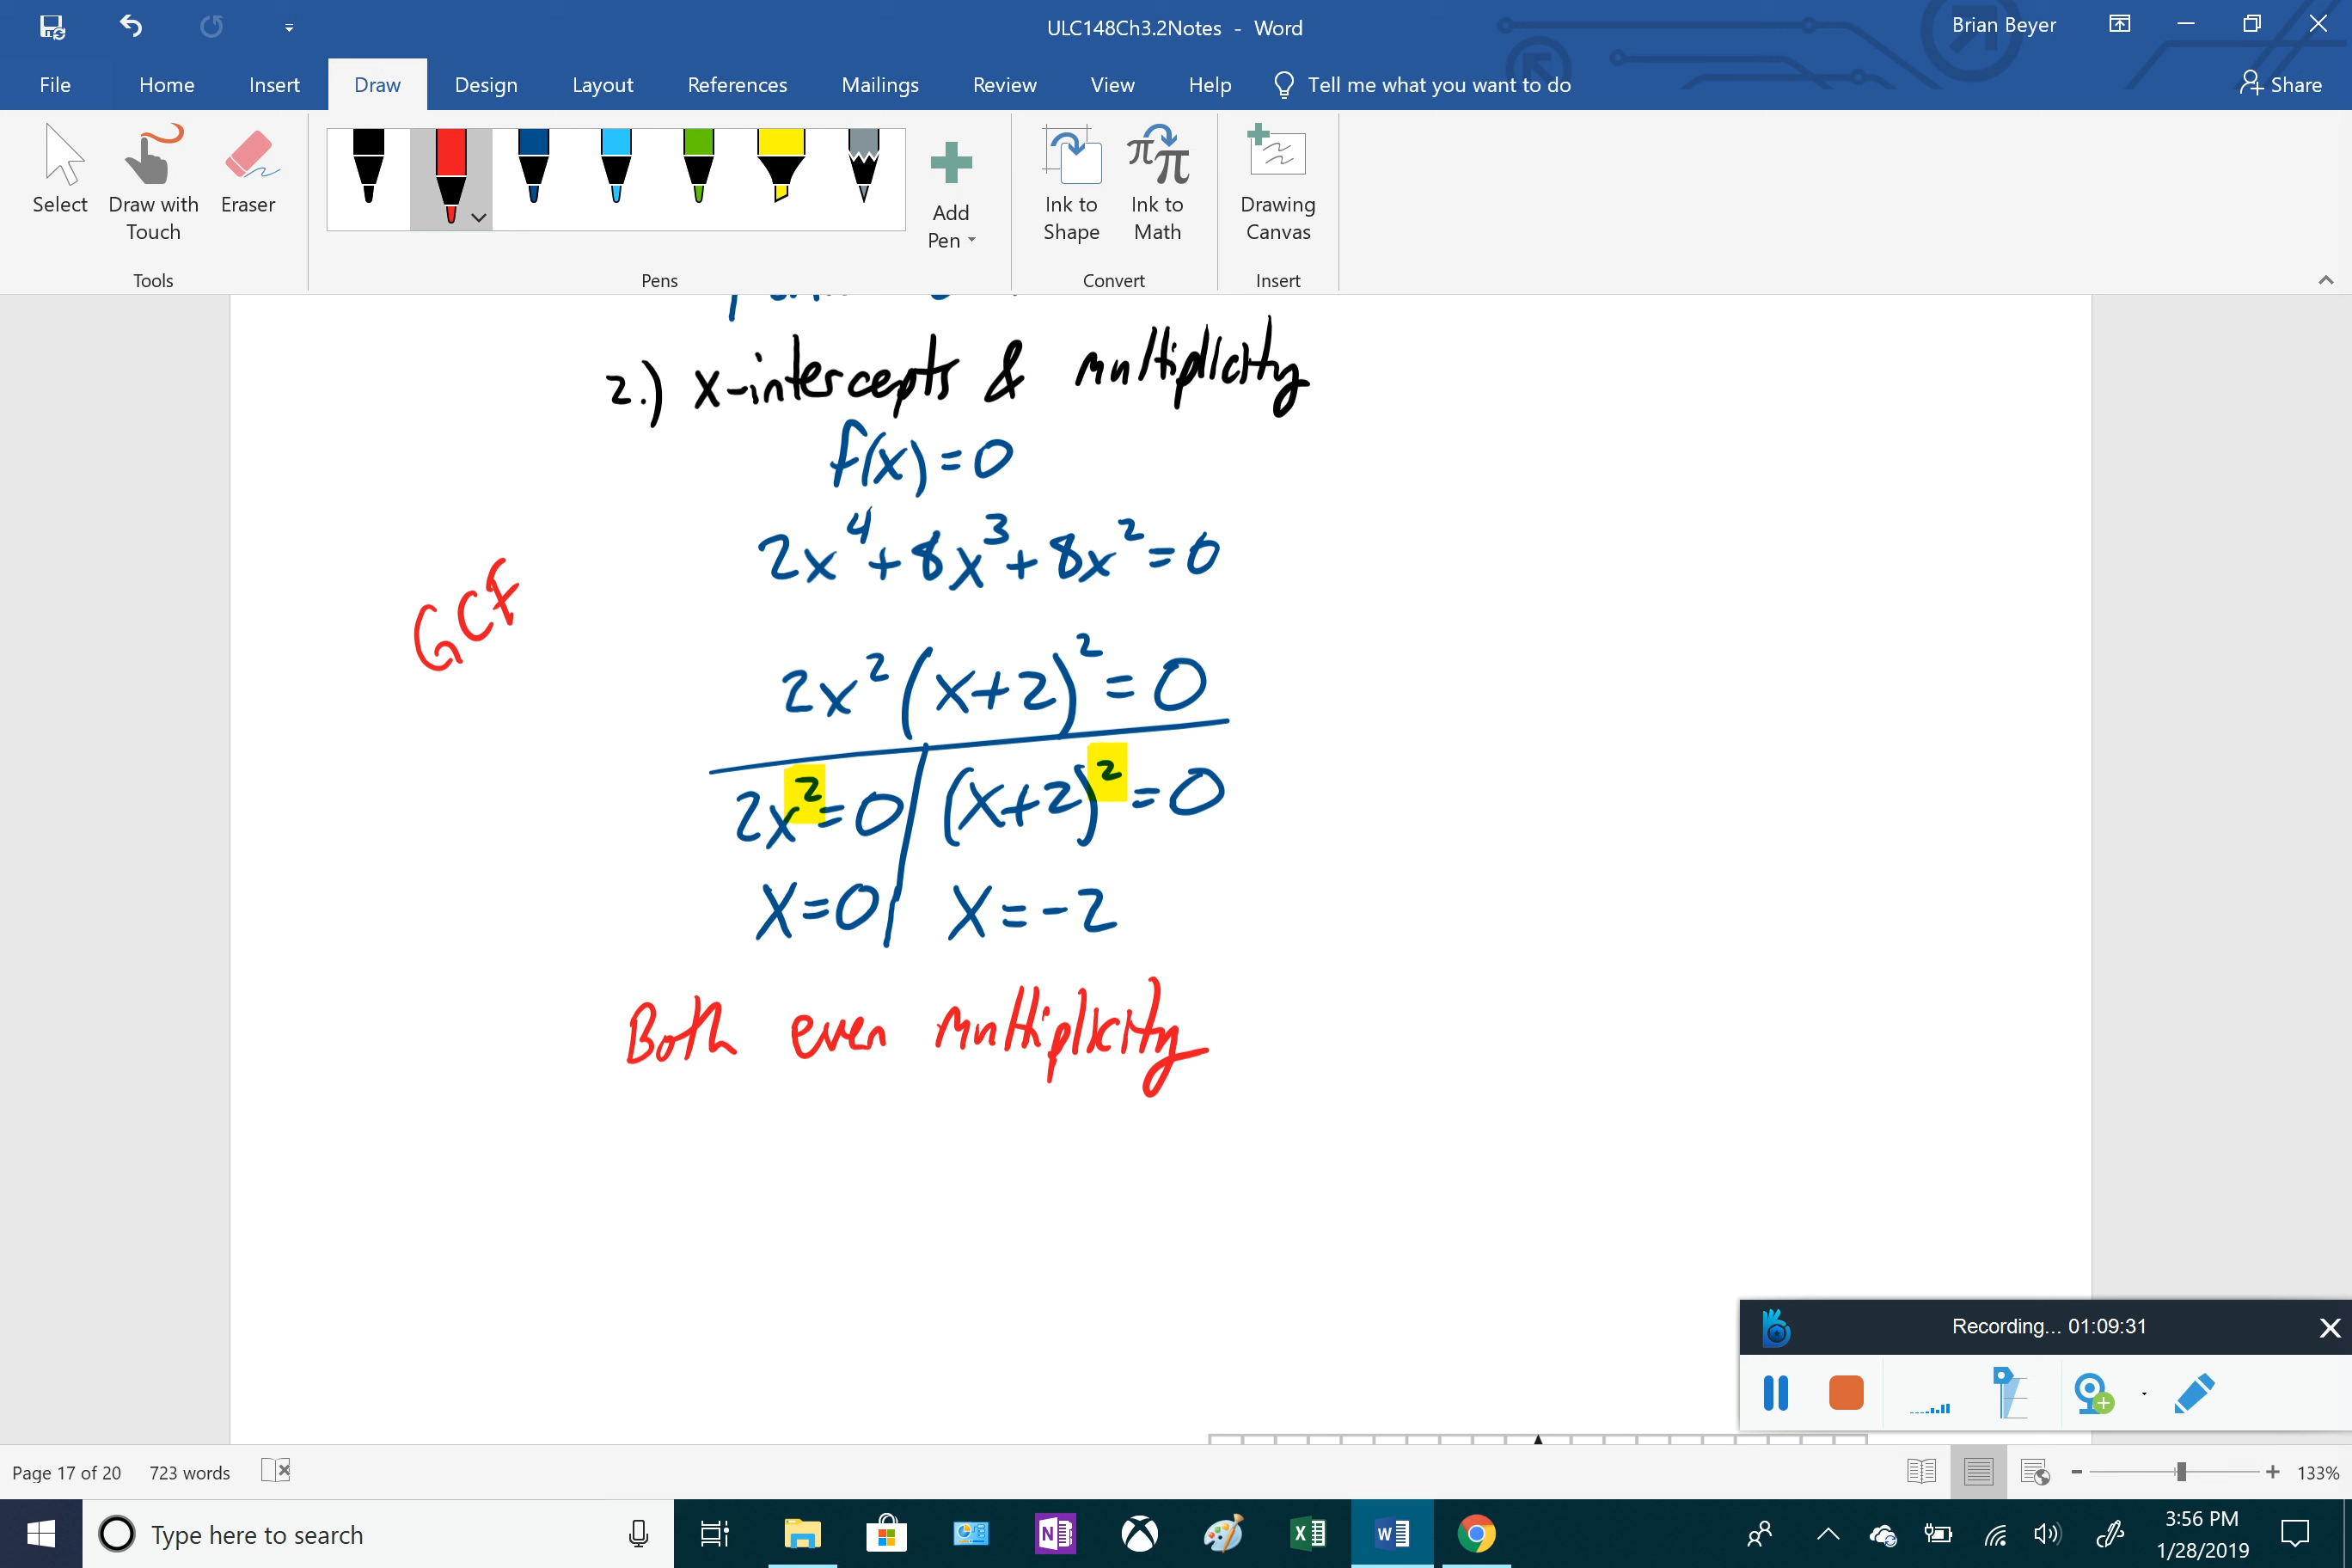 ULC148Ch3.2Notes - Word
Brian Beyer
File Home Insert Draw Design Layout References Mailings Review View Help Tell me what you want to do Share
Select Draw with Touch Eraser Add Pen Ink to Shape Ink to Math Drawing Canvas
Tools Pens Convert Insert
2.) x-intercepts & multiplicity
f(x)=0
2x⁴+8x³+8x²=0
GCF
2x²(x+2)²=0
2x²=0 (x+2)²=0
x=0 x=-2
Both even multiplicity
Recording... 01:09:31
Page 17 of 20 723 words 133%
Type here to search
3:56 PM
1/28/2019